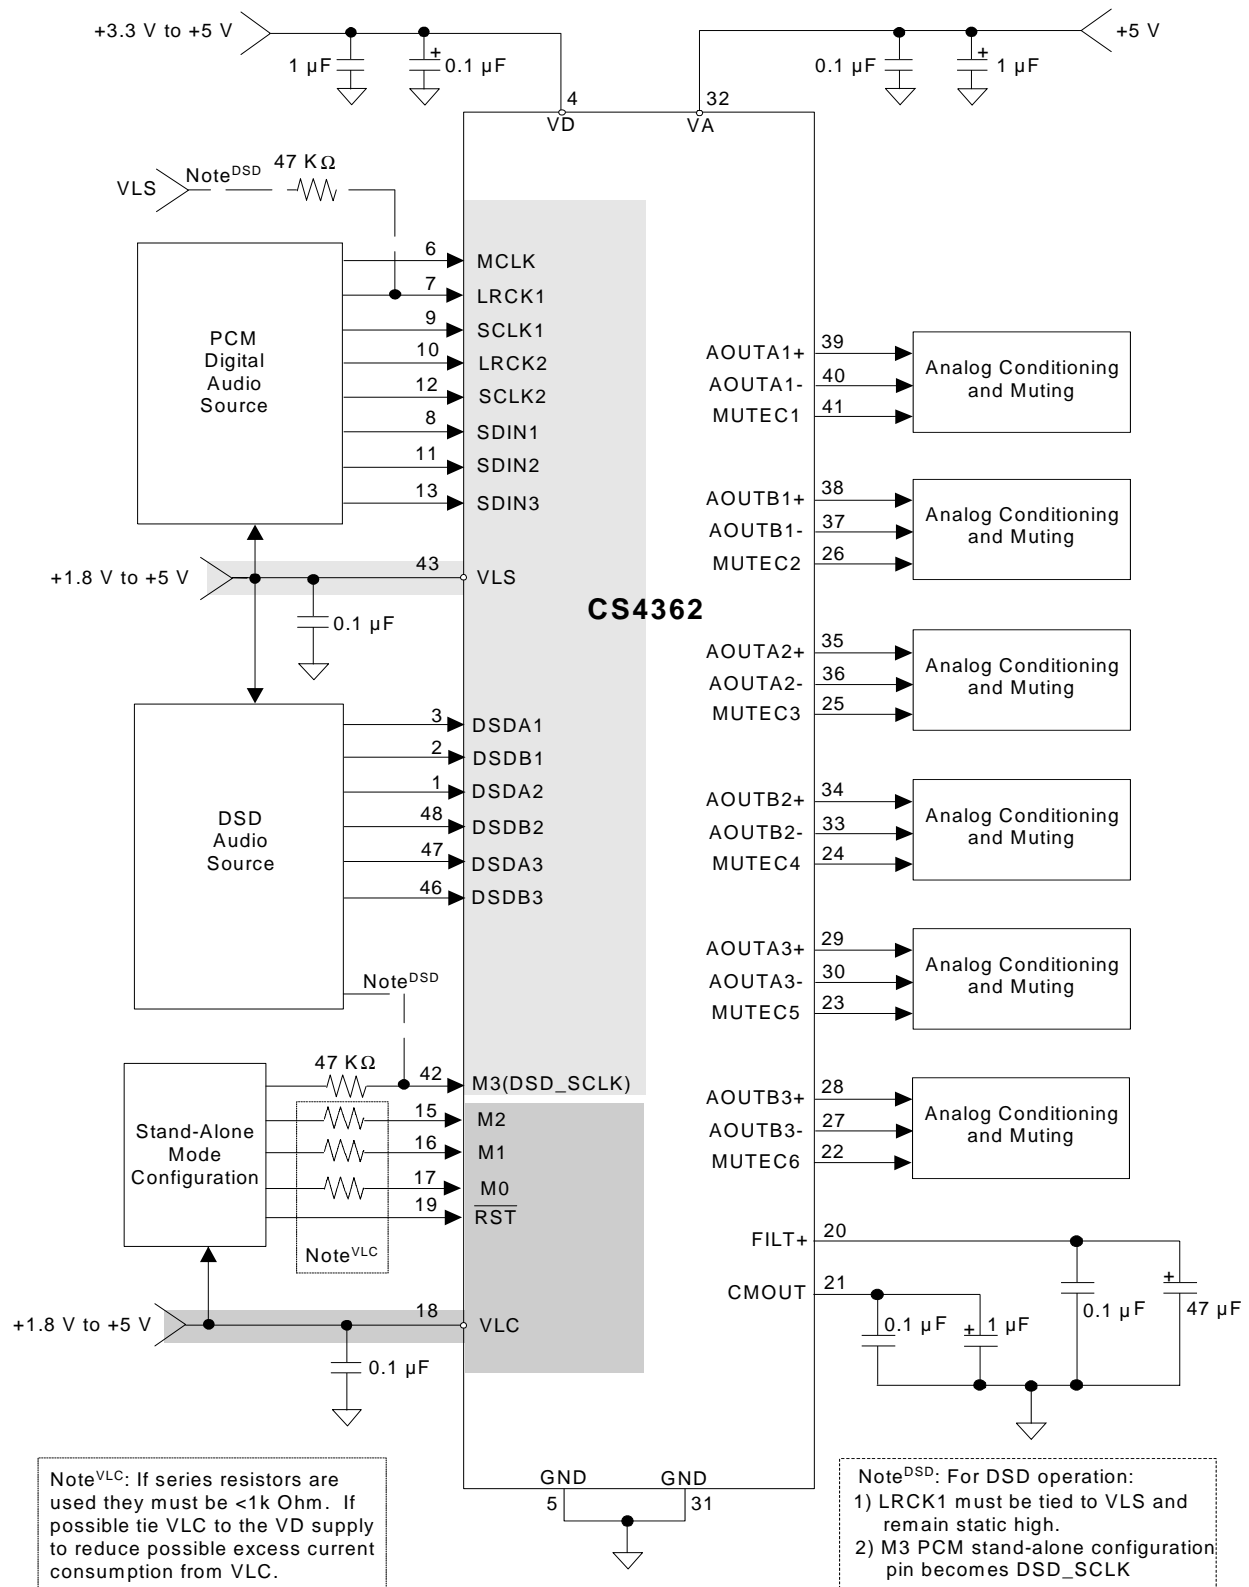 +3.3 V to +5 V
1 µF
+
0.1 µF
0.1 µF
+
1 µF
+5 V
4
VD
32
VA
VLS
Note^DSD
47 KΩ
PCM
Digital
Audio
Source
6
MCLK
7
LRCK1
9
SCLK1
10
LRCK2
12
SCLK2
8
SDIN1
11
SDIN2
13
SDIN3
+1.8 V to +5 V
43
VLS
0.1 µF
CS4362
DSD
Audio
Source
3
DSDA1
2
DSDB1
1
DSDA2
48
DSDB2
47
DSDA3
46
DSDB3
Note^DSD
Stand-Alone
Mode
Configuration
47 KΩ
42
M3(DSD_SCLK)
15
M2
16
M1
17
M0
19
RST
Note^VLC
+1.8 V to +5 V
18
VLC
0.1 µF
AOUTA1+
39
AOUTA1-
40
MUTEC1
41
Analog Conditioning
and Muting
AOUTB1+
38
AOUTB1-
37
MUTEC2
26
Analog Conditioning
and Muting
AOUTA2+
35
AOUTA2-
36
MUTEC3
25
Analog Conditioning
and Muting
AOUTB2+
34
AOUTB2-
33
MUTEC4
24
Analog Conditioning
and Muting
AOUTA3+
29
AOUTA3-
30
MUTEC5
23
Analog Conditioning
and Muting
AOUTB3+
28
AOUTB3-
27
MUTEC6
22
Analog Conditioning
and Muting
FILT+
20
CMOUT
21
0.1 µF
+
1 µF
0.1 µF
+
47 µF
GND
5
GND
31
Note^VLC: If series resistors are
used they must be <1k Ohm. If
possible tie VLC to the VD supply
to reduce possible excess current
consumption from VLC.
Note^DSD: For DSD operation:
1) LRCK1 must be tied to VLS and
remain static high.
2) M3 PCM stand-alone configuration
pin becomes DSD_SCLK